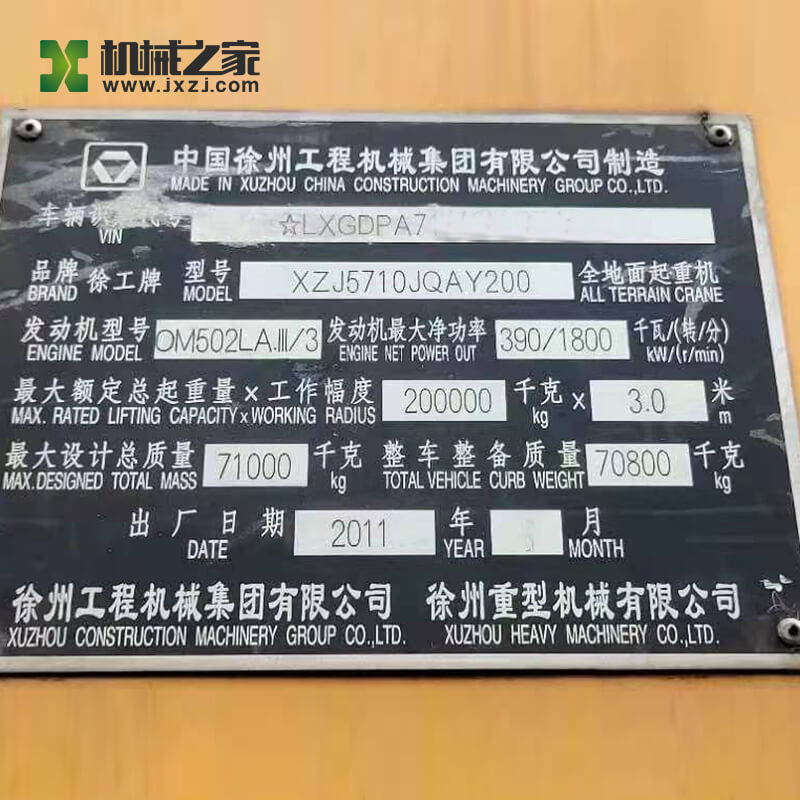 机械之家
www.jxzj.com
中国徐州工程机械集团有限公司制造
MADE IN XUZHOU CHINA CONSTRUCTION MACHINERY GROUP CO.,LTD.
车辆 代号 ☆LXGDPA7
VIN
品牌 徐工牌 型号 XZJ5710JQAY200 全地面起重机
BRAND MODEL ALL TERRAIN CRANE
发动机型号 OM502LA.III/3 发动机最大净功率 390/1800 千瓦/(转/分)
ENGINE MODEL ENGINE NET POWER OUT kW/(r/min)
最大额定总起重量×工作幅度 200000 千克 × 3.0 米
MAX. RATED LIFTING CAPACITY×WORKING RADIUS kg m
最大设计总质量 71000 千克 整车整备质量 70800 千克
MAX.DESIGNED TOTAL MASS kg TOTAL VEHICLE CURB WEIGHT kg
出厂日期 2011 年 月
DATE YEAR MONTH
徐州工程机械集团有限公司 徐州重型机械有限公司
XUZHOU CONSTRUCTION MACHINERY GROUP CO.,LTD. XUZHOU HEAVY MACHINERY CO.,LTD.